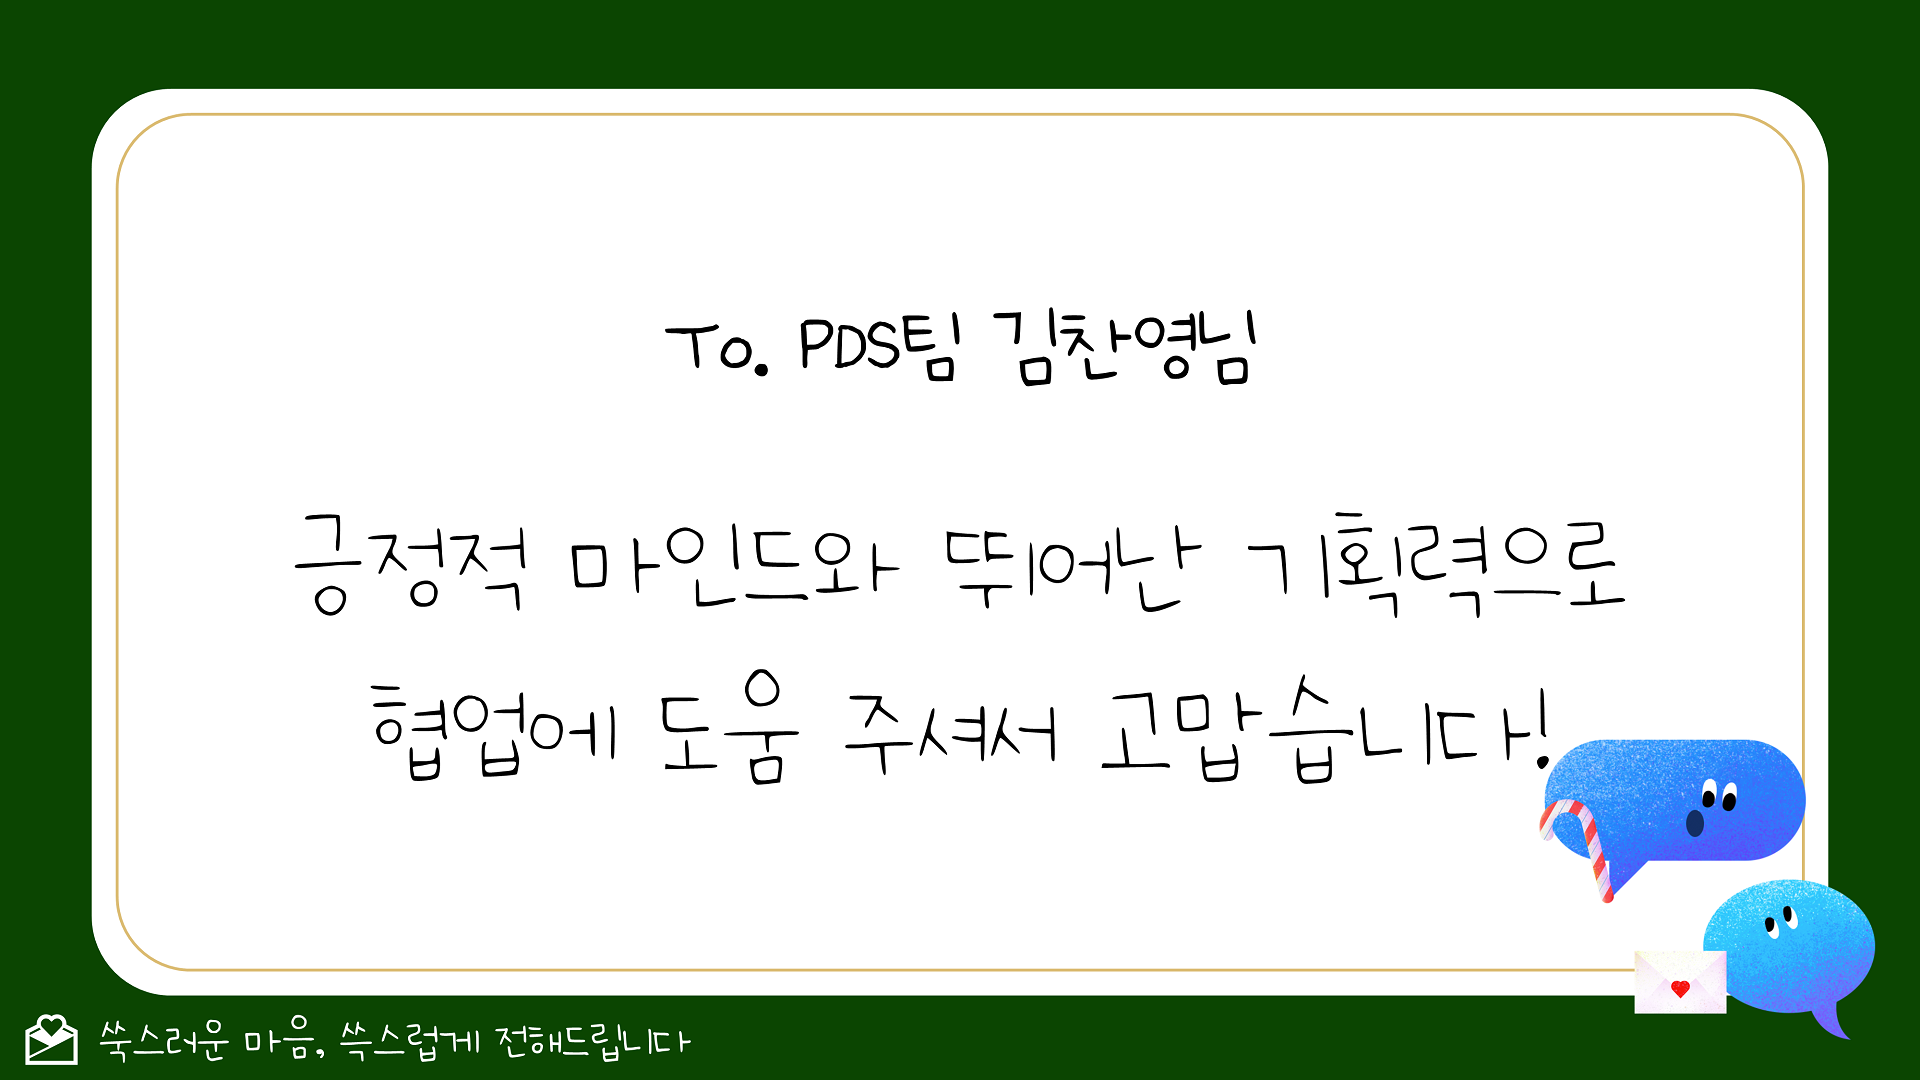 To. PDS팀 김찬영님
긍정적 마인드와 뛰어난 기획력으로
협업에 도움 주셔서 고맙습니다!
쑥스러운 마음, 쓱스럽게 전해드립니다